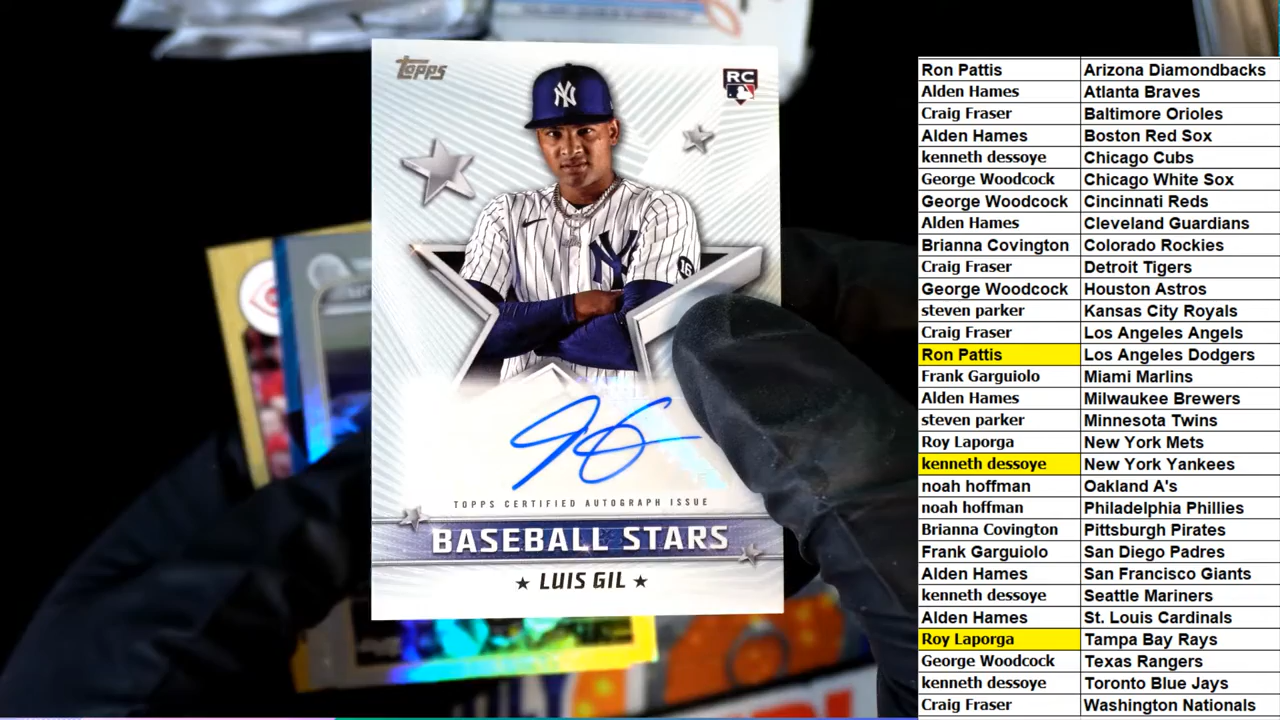 Topps
RC
NY
NY
16
TOPPS CERTIFIED AUTOGRAPH ISSUE
BASEBALL STARS
★ LUIS GIL ★
Ron Pattis Arizona Diamondbacks
Alden Hames Atlanta Braves
Craig Fraser Baltimore Orioles
Alden Hames Boston Red Sox
kenneth dessoye Chicago Cubs
George Woodcock Chicago White Sox
George Woodcock Cincinnati Reds
Alden Hames Cleveland Guardians
Brianna Covington Colorado Rockies
Craig Fraser Detroit Tigers
George Woodcock Houston Astros
steven parker Kansas City Royals
Craig Fraser Los Angeles Angels
Ron Pattis Los Angeles Dodgers
Frank Garguiolo Miami Marlins
Alden Hames Milwaukee Brewers
steven parker Minnesota Twins
Roy Laporga New York Mets
kenneth dessoye New York Yankees
noah hoffman Oakland A's
noah hoffman Philadelphia Phillies
Brianna Covington Pittsburgh Pirates
Frank Garguiolo San Diego Padres
Alden Hames San Francisco Giants
kenneth dessoye Seattle Mariners
Alden Hames St. Louis Cardinals
Roy Laporga Tampa Bay Rays
George Woodcock Texas Rangers
kenneth dessoye Toronto Blue Jays
Craig Fraser Washington Nationals